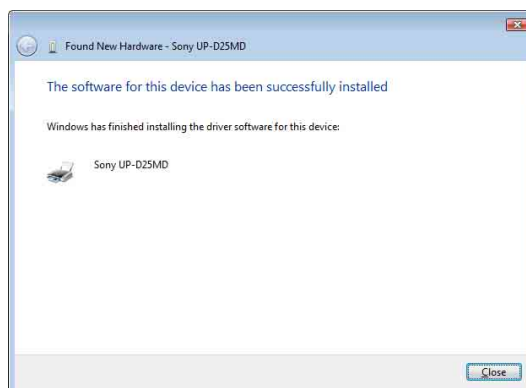 Found New Hardware - Sony UP-D25MD
The software for this device has been successfully installed
Windows has finished installing the driver software for this device:
Sony UP-D25MD
Close